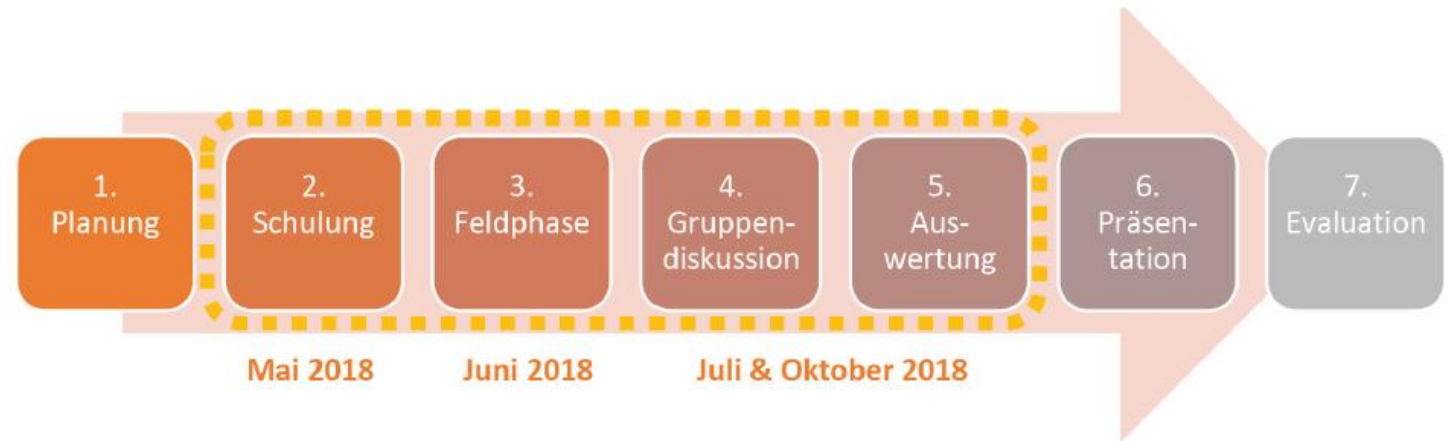 1.
Planung
2.
Schulung
3.
Feldphase
4.
Gruppen-
diskussion
5.
Aus-
wertung
6.
Präsen-
tation
7.
Evaluation
Mai 2018
Juni 2018
Juli & Oktober 2018